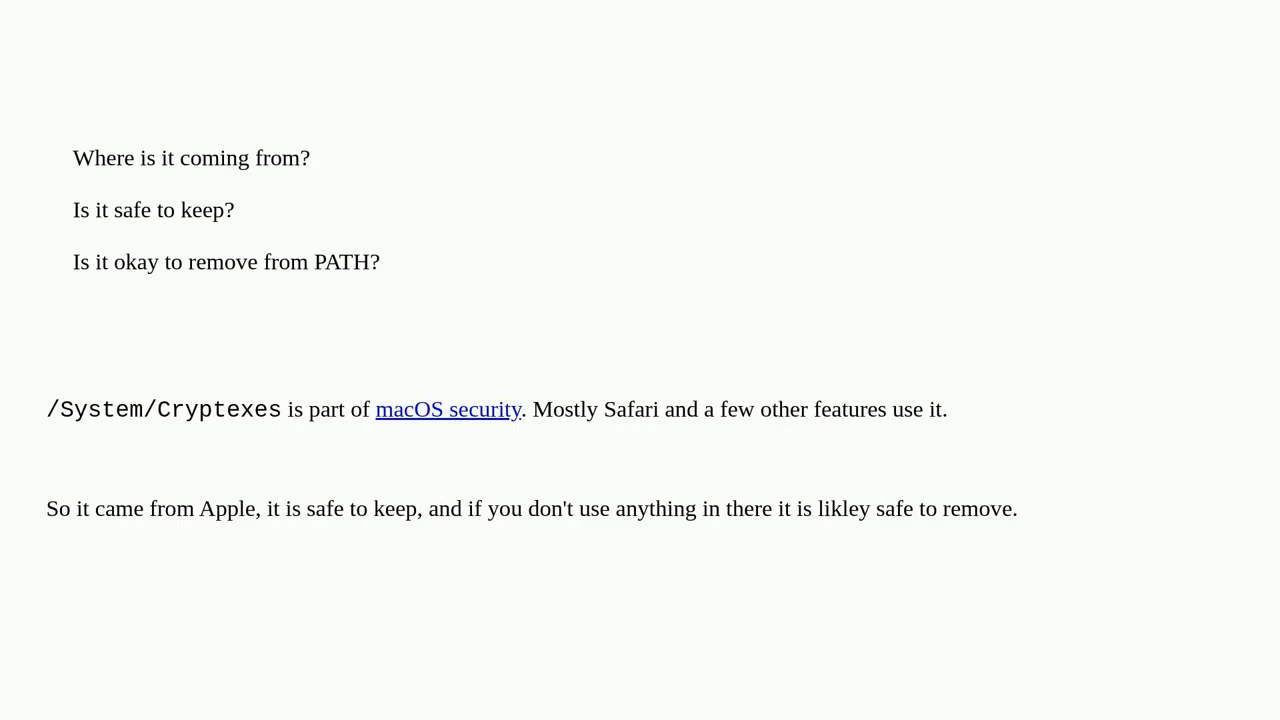 Where is it coming from?
Is it safe to keep?
Is it okay to remove from PATH?
/System/Cryptexes is part of macOS security. Mostly Safari and a few other features use it.
So it came from Apple, it is safe to keep, and if you don't use anything in there it is likley safe to remove.